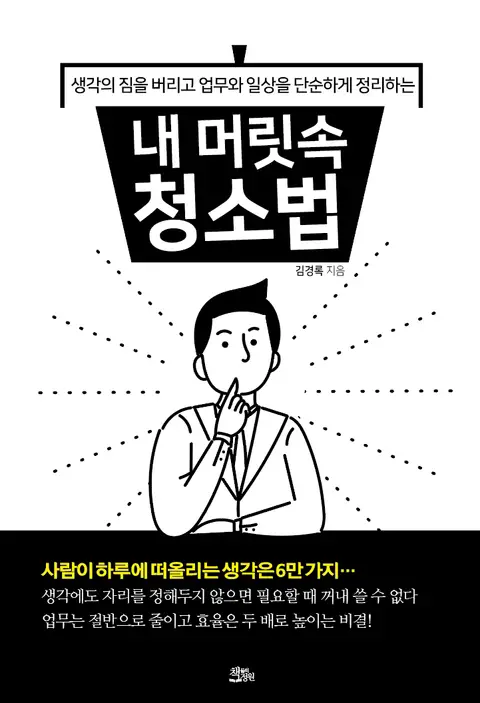 생각의 짐을 버리고 업무와 일상을 단순하게 정리하는
내 머릿속
청소법
김경록 지음
사람이 하루에 떠올리는 생각은 6만 가지…
생각에도 자리를 정해두지 않으면 필요할 때 꺼내 쓸 수 없다
업무는 절반으로 줄이고 효율은 두 배로 높이는 비결!
책들의정원